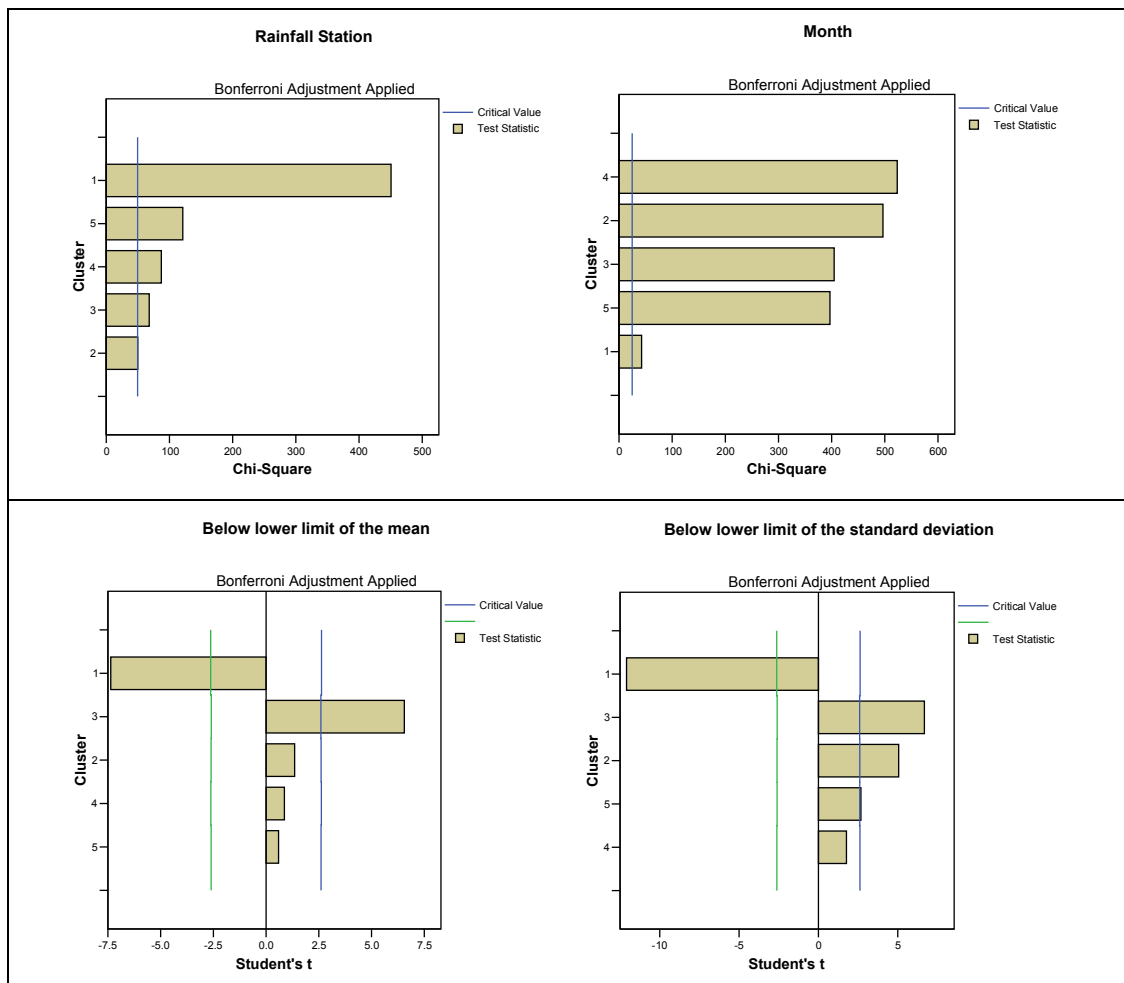 Rainfall Station
Bonferroni Adjustment Applied
Critical Value
Test Statistic
Cluster
1
5
4
3
2
0 100 200 300 400 500
Chi-Square
Month
Bonferroni Adjustment Applied
Critical Value
Test Statistic
Cluster
4
2
3
5
1
0 100 200 300 400 500 600
Chi-Square
Below lower limit of the mean
Bonferroni Adjustment Applied
Critical Value
Test Statistic
Cluster
1
3
2
4
5
-7.5 -5.0 -2.5 0.0 2.5 5.0 7.5
Student's t
Below lower limit of the standard deviation
Bonferroni Adjustment Applied
Critical Value
Test Statistic
Cluster
1
3
2
5
4
-10 -5 0 5
Student's t